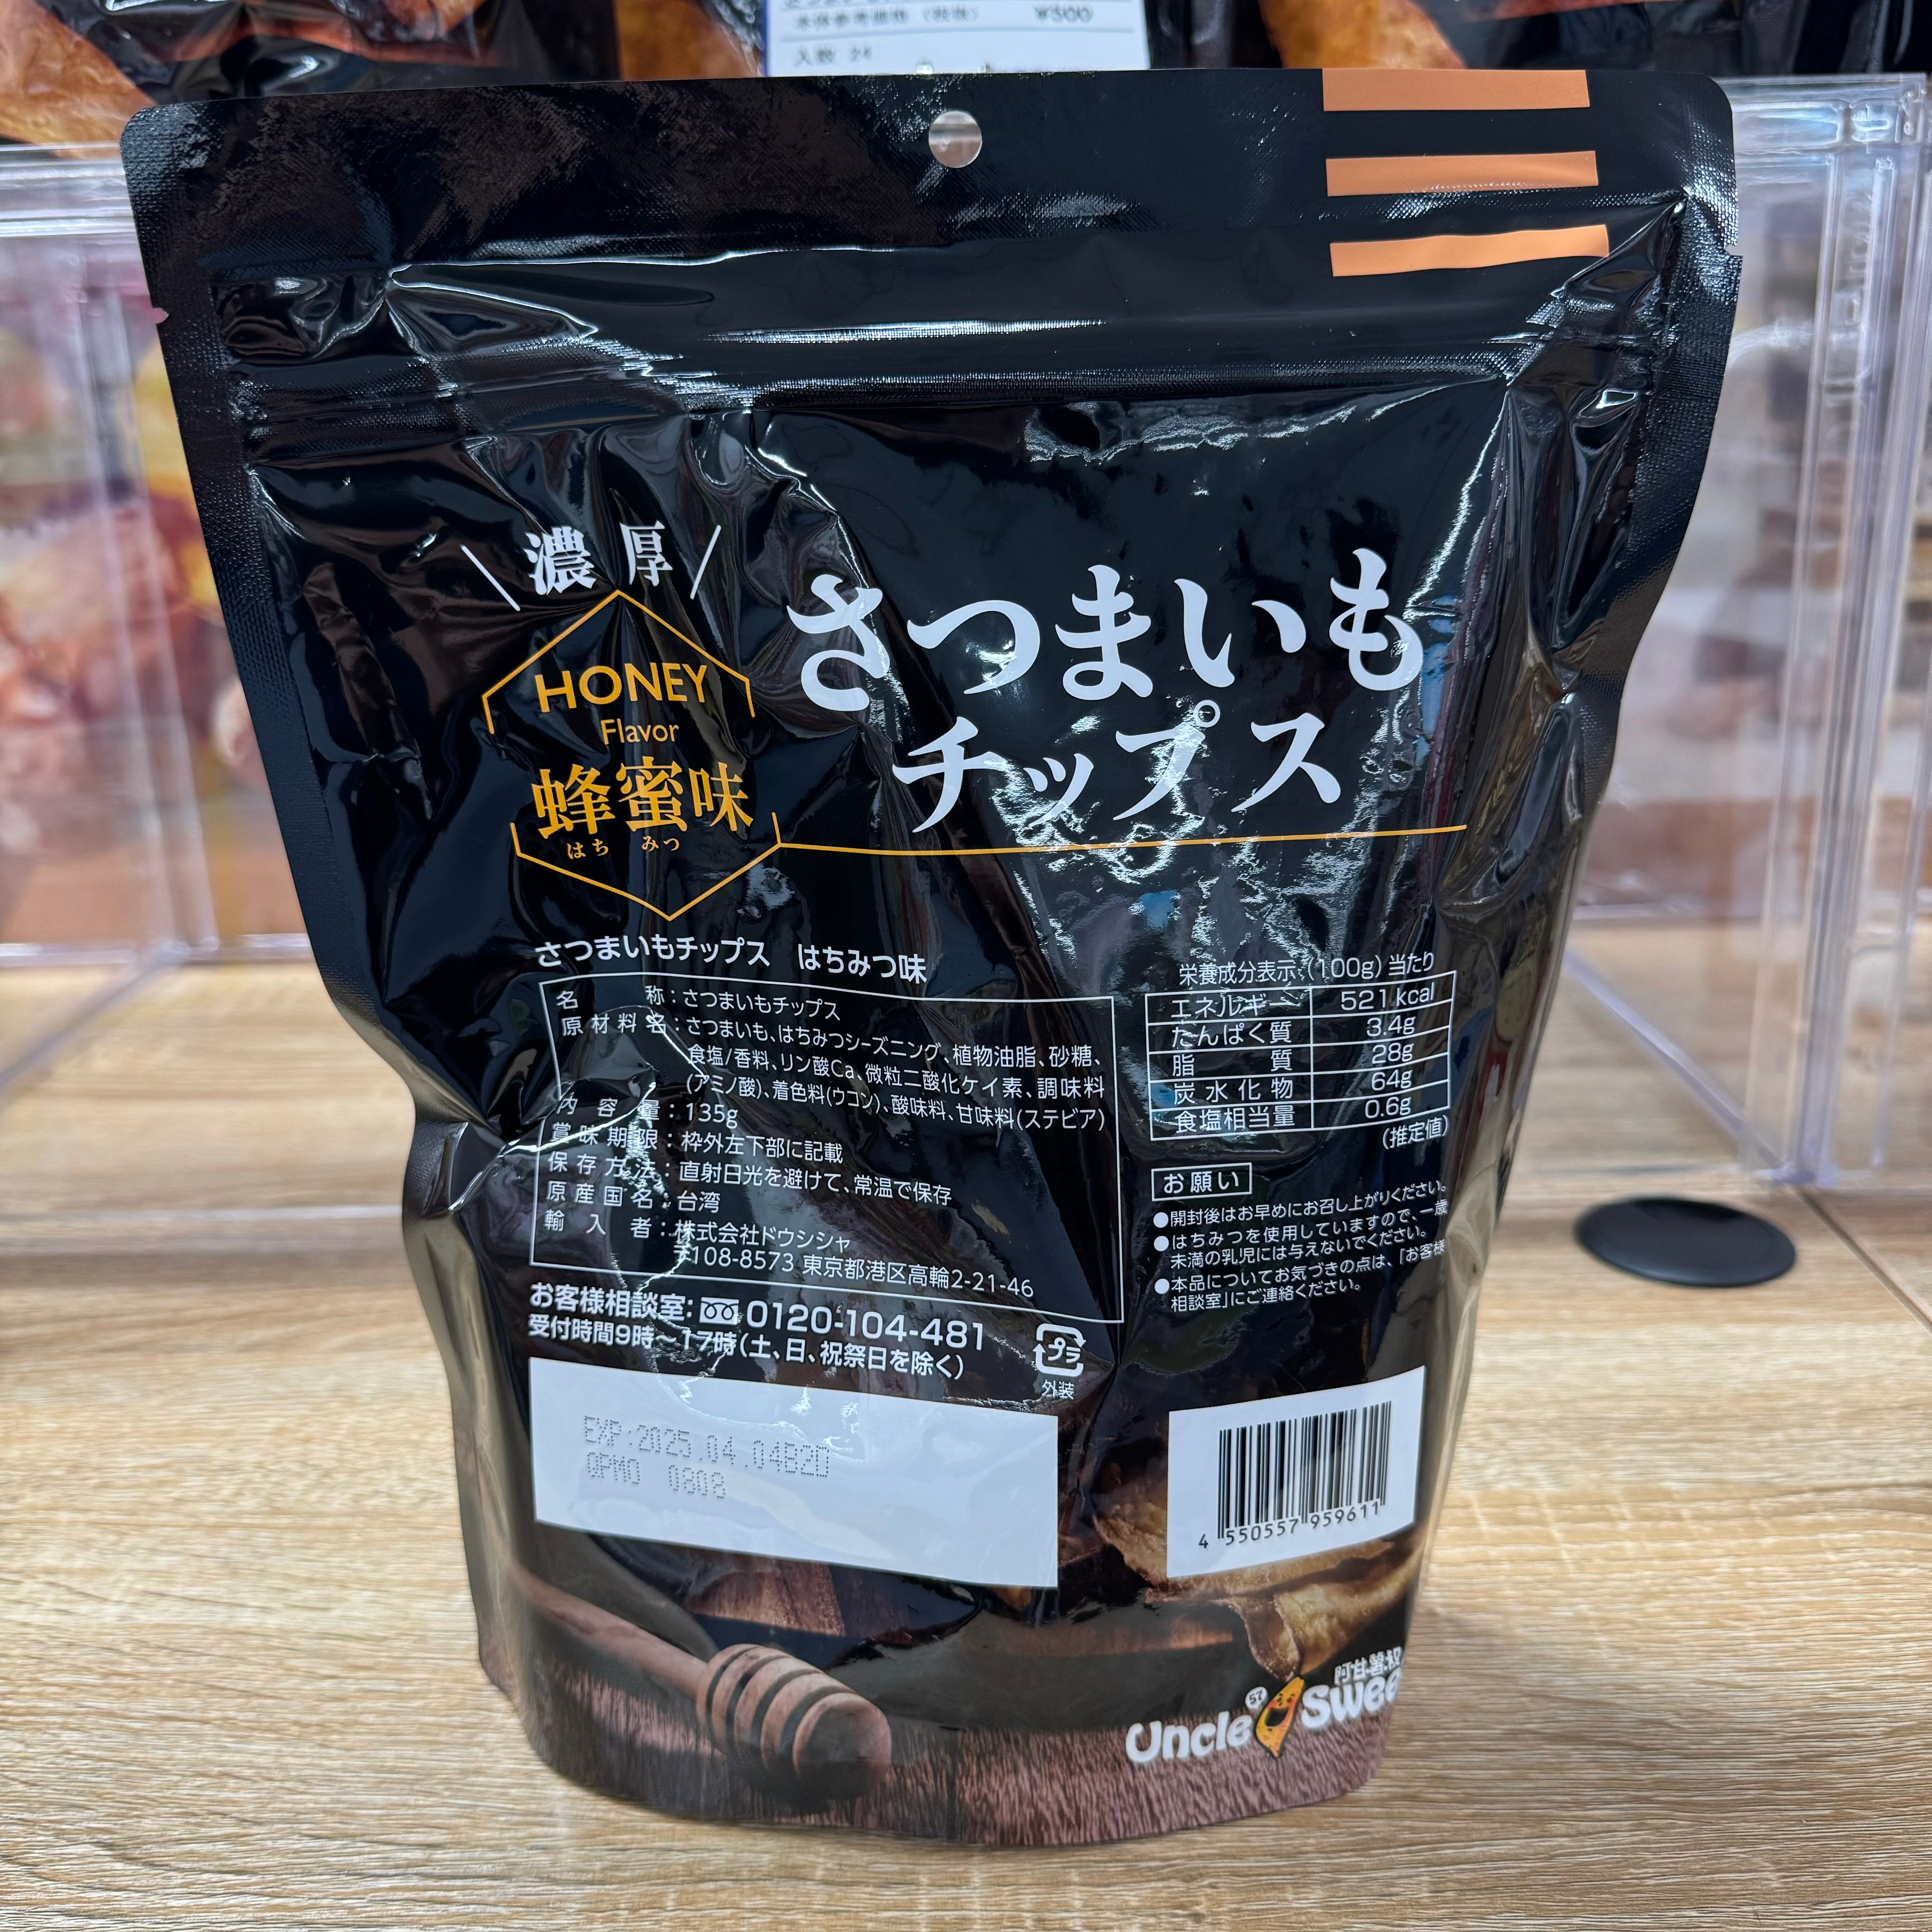 ¥500
入数 24
濃厚
HONEY
Flavor
蜂蜜味
はち みつ
さつまいも
チップス
さつまいもチップス はちみつ味
名 称：さつまいもチップス
原材料名：さつまいも、はちみつシーズニング、植物油脂、砂糖、
食塩/香料、リン酸Ca、微粒二酸化ケイ素、調味料
(アミノ酸)、着色料(ウコン)、酸味料、甘味料(ステビア)
内容量：135g
賞味期限：枠外左下部に記載
保存方法：直射日光を避けて、常温で保存
原産国名：台湾
輸入者：株式会社ドウシシャ
〒108-8573 東京都港区高輪2-21-46
お客様相談室：0120-104-481
受付時間9時～17時(土、日、祝祭日を除く)
プラ
外装
栄養成分表示（100g）当たり
エネルギー 521 kcal
たんぱく質 3.4g
脂質 28g
炭水化物 64g
食塩相当量 0.6g
(推定値)
お願い
●開封後はお早めにお召し上がりください。
●はちみつを使用していますので、一歳
未満の乳児には与えないでください。
●本品についてお気づきの点は、「お客様
相談室」にご連絡ください。
EXP:2025.04.04B2D
QPMO 0808
4 550557 959611
阿甘薯叔
Uncle 57 Swee